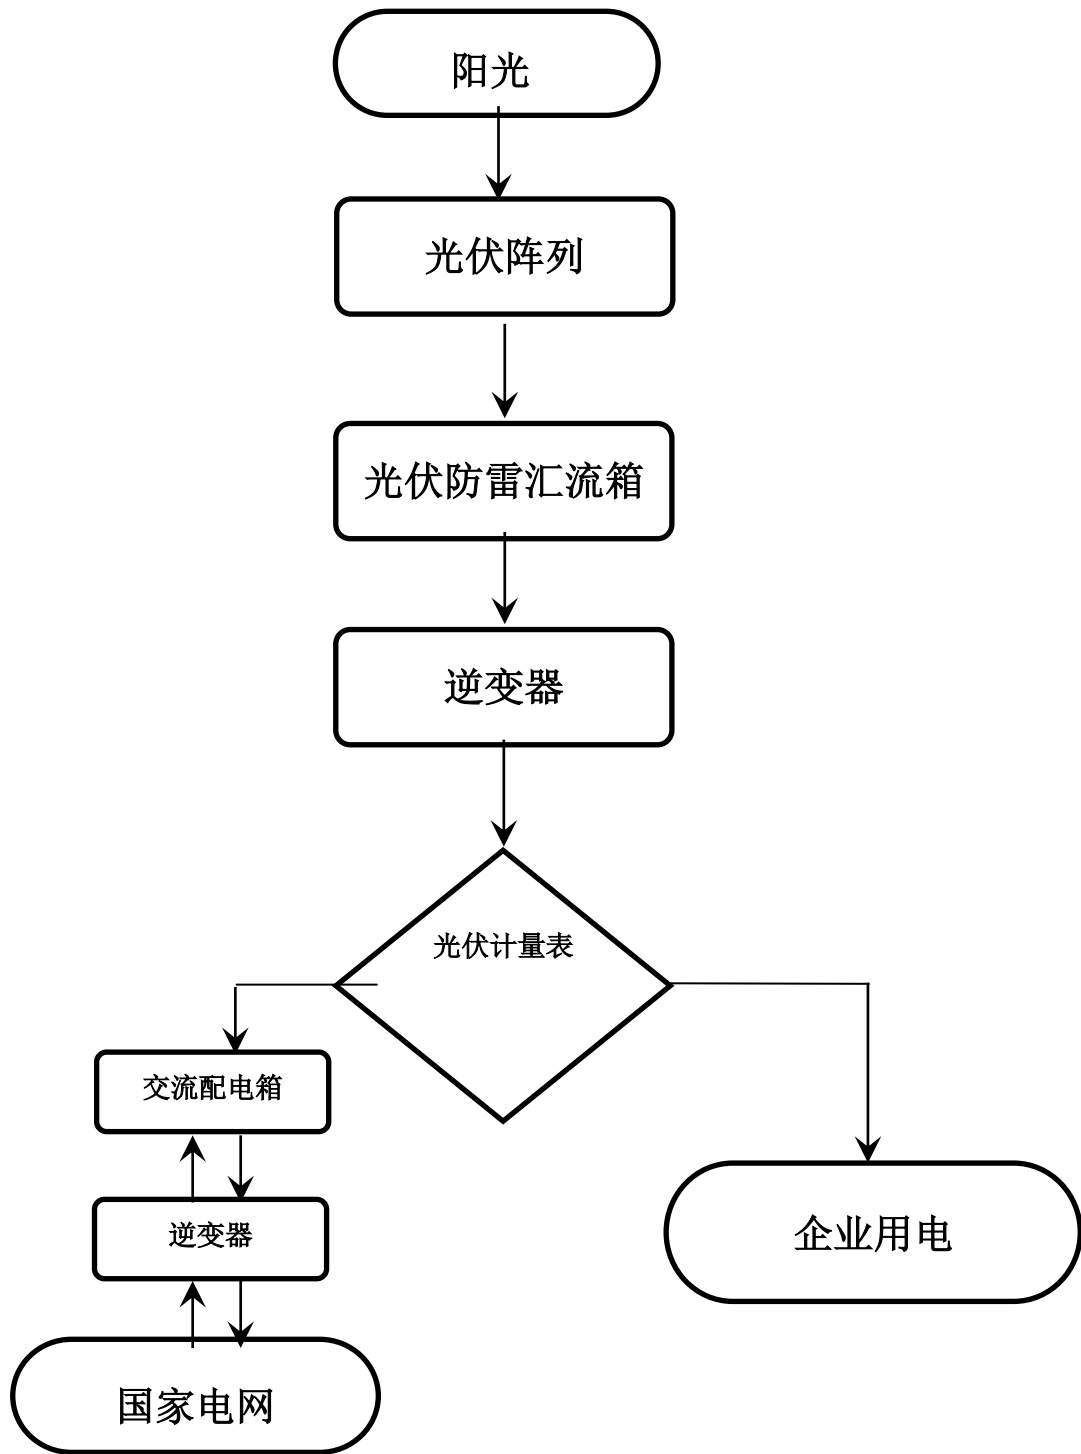 阳光
光伏阵列
光伏防雷汇流箱
逆变器
光伏计量表
交流配电箱
逆变器
企业用电
国家电网